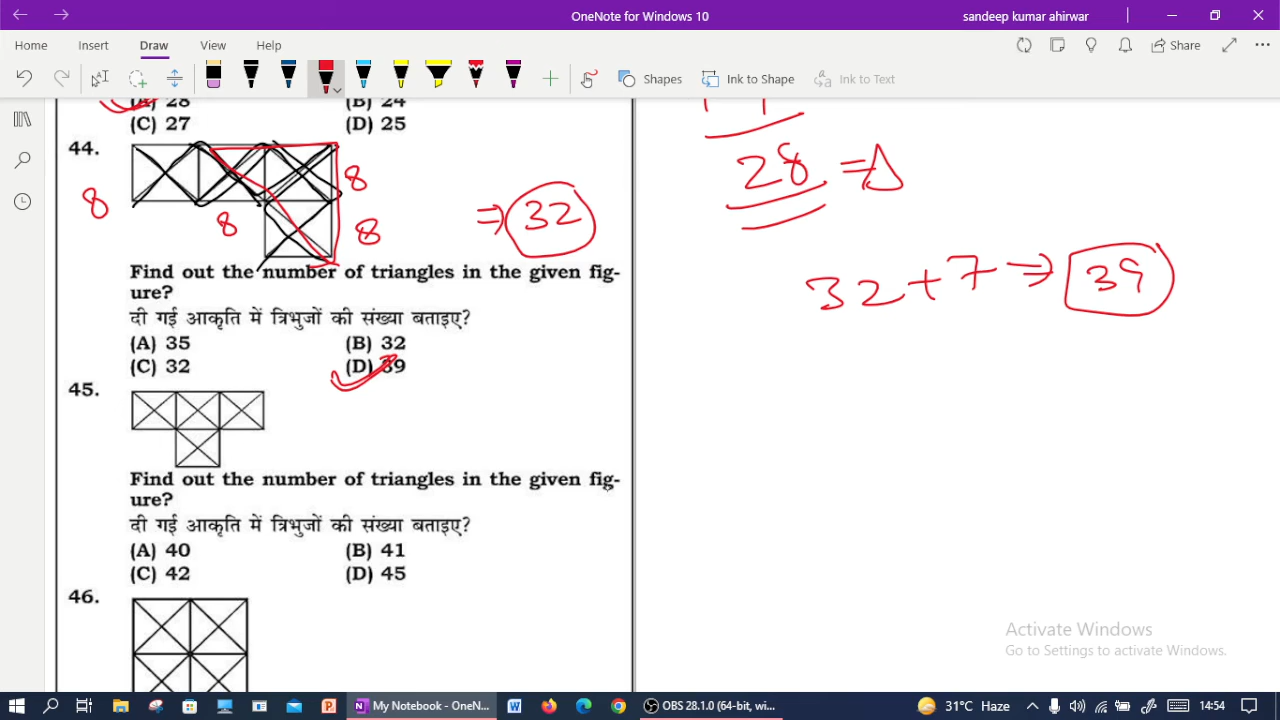 OneNote for Windows 10
sandeep kumar ahirwar
Home Insert Draw View Help
Share
Shapes
Ink to Shape
Ink to Text
(A) 28 (B) 24
(C) 27 (D) 25
44.
8
8
8
8
⇒ 32
Find out the number of triangles in the given fig-
ure?
दी गई आकृति में त्रिभुजों की संख्या बताइए?
(A) 35 (B) 32
(C) 32 (D) 39
45.
Find out the number of triangles in the given fig-
ure?
दी गई आकृति में त्रिभुजों की संख्या बताइए?
(A) 40 (B) 41
(C) 42 (D) 45
46.
28 = Δ
32 + 7 ⇒ 39
Activate Windows
Go to Settings to activate Windows.
My Notebook - OneN...
OBS 28.1.0 (64-bit, wi...
31°C Haze
ENG
14:54